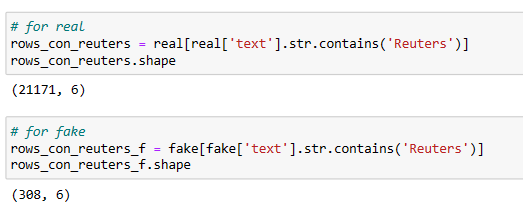 # for real
rows_con_reuters = real[real['text'].str.contains('Reuters')]
rows_con_reuters.shape
(21171, 6)
# for fake
rows_con_reuters_f = fake[fake['text'].str.contains('Reuters')]
rows_con_reuters_f.shape
(308, 6)